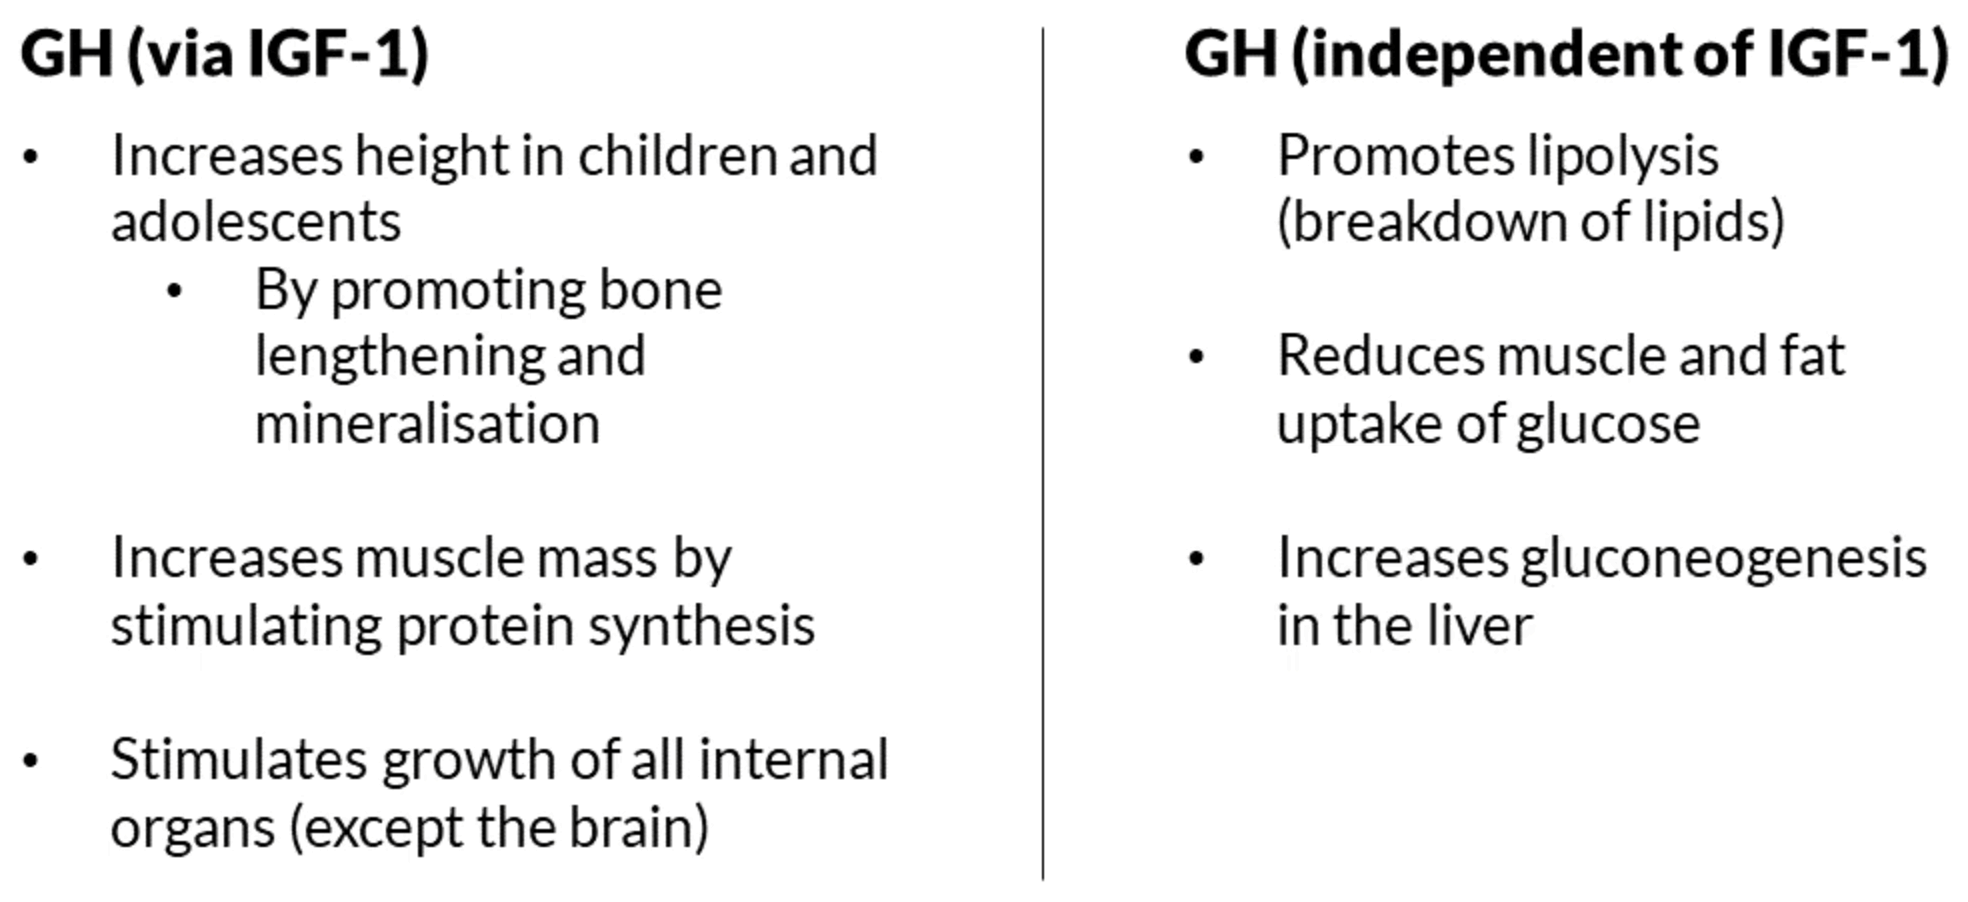 GH (via IGF-1)
• Increases height in children and
adolescents
• By promoting bone
lengthening and
mineralisation
• Increases muscle mass by
stimulating protein synthesis
• Stimulates growth of all internal
organs (except the brain)
GH (independent of IGF-1)
• Promotes lipolysis
(breakdown of lipids)
• Reduces muscle and fat
uptake of glucose
• Increases gluconeogenesis
in the liver